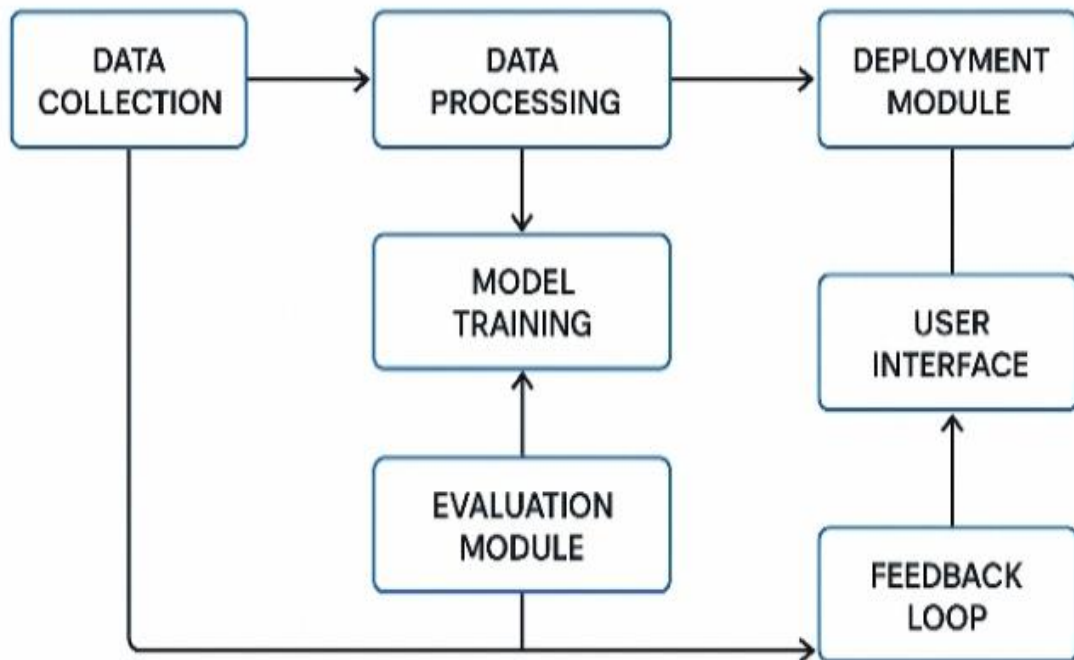 DATA
COLLECTION
DATA
PROCESSING
DEPLOYMENT
MODULE
MODEL
TRAINING
USER
INTERFACE
EVALUATION
MODULE
FEEDBACK
LOOP